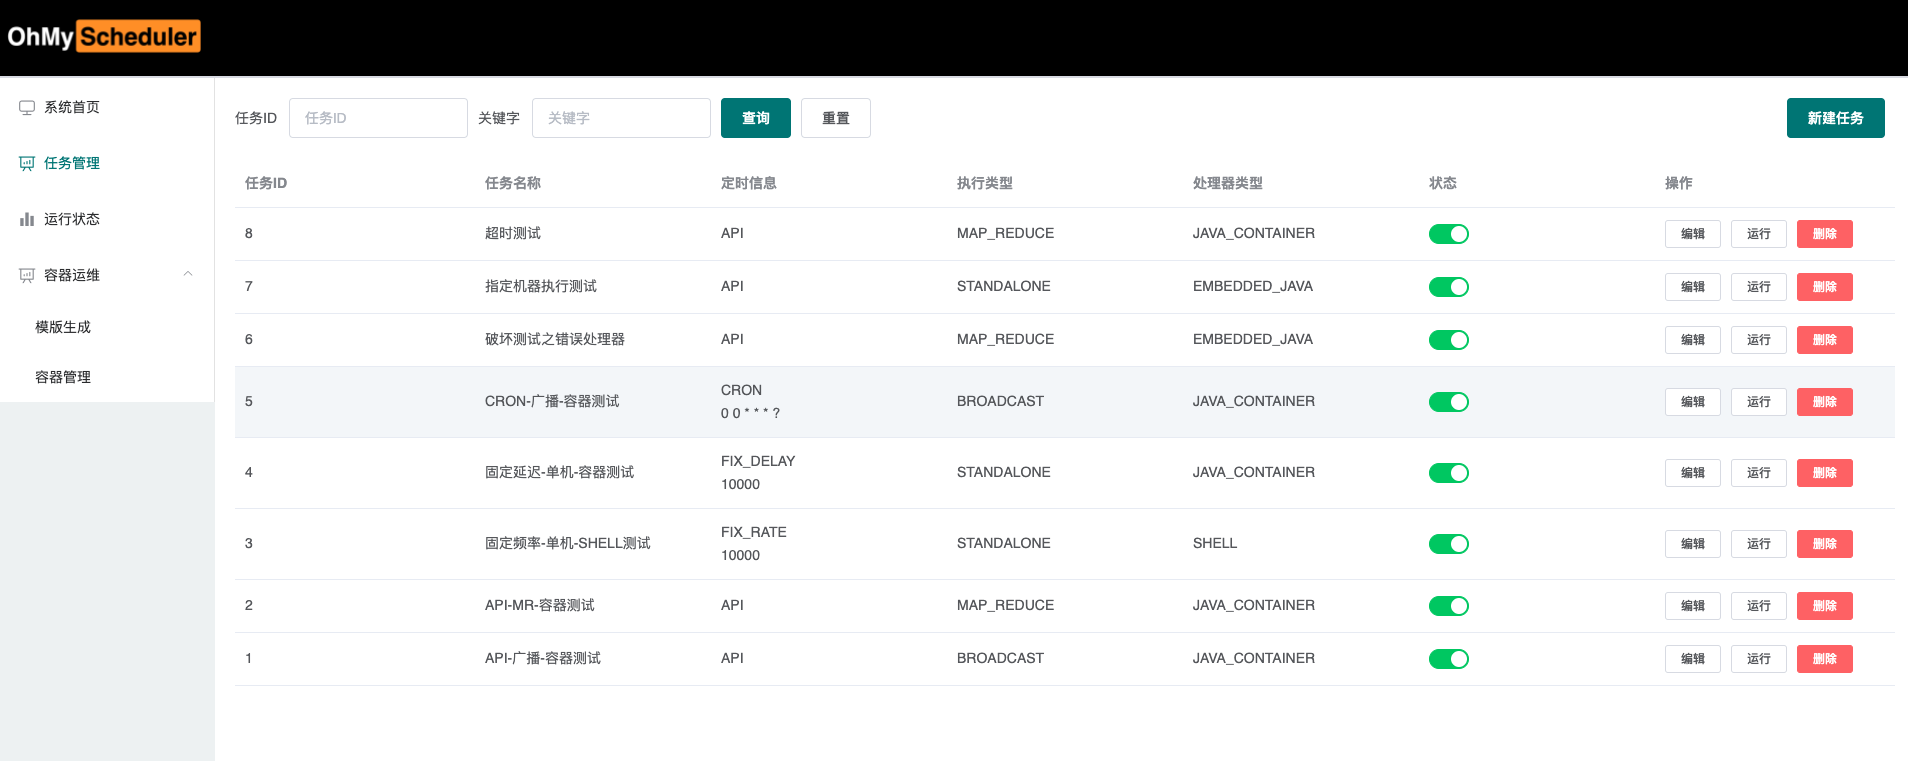 OhMy Scheduler
系统首页
任务管理
运行状态
容器运维
模版生成
容器管理
任务ID 任务ID 关键字 关键字 查询 重置 新建任务
任务ID 任务名称 定时信息 执行类型 处理器类型 状态 操作
8 超时测试 API MAP_REDUCE JAVA_CONTAINER 编辑 运行 删除
7 指定机器执行测试 API STANDALONE EMBEDDED_JAVA 编辑 运行 删除
6 破坏测试之错误处理器 API MAP_REDUCE EMBEDDED_JAVA 编辑 运行 删除
5 CRON-广播-容器测试 CRON BROADCAST JAVA_CONTAINER 编辑 运行 删除
0 0 * * * ?
4 固定延迟-单机-容器测试 FIX_DELAY STANDALONE JAVA_CONTAINER 编辑 运行 删除
10000
3 固定频率-单机-SHELL测试 FIX_RATE STANDALONE SHELL 编辑 运行 删除
10000
2 API-MR-容器测试 API MAP_REDUCE JAVA_CONTAINER 编辑 运行 删除
1 API-广播-容器测试 API BROADCAST JAVA_CONTAINER 编辑 运行 删除